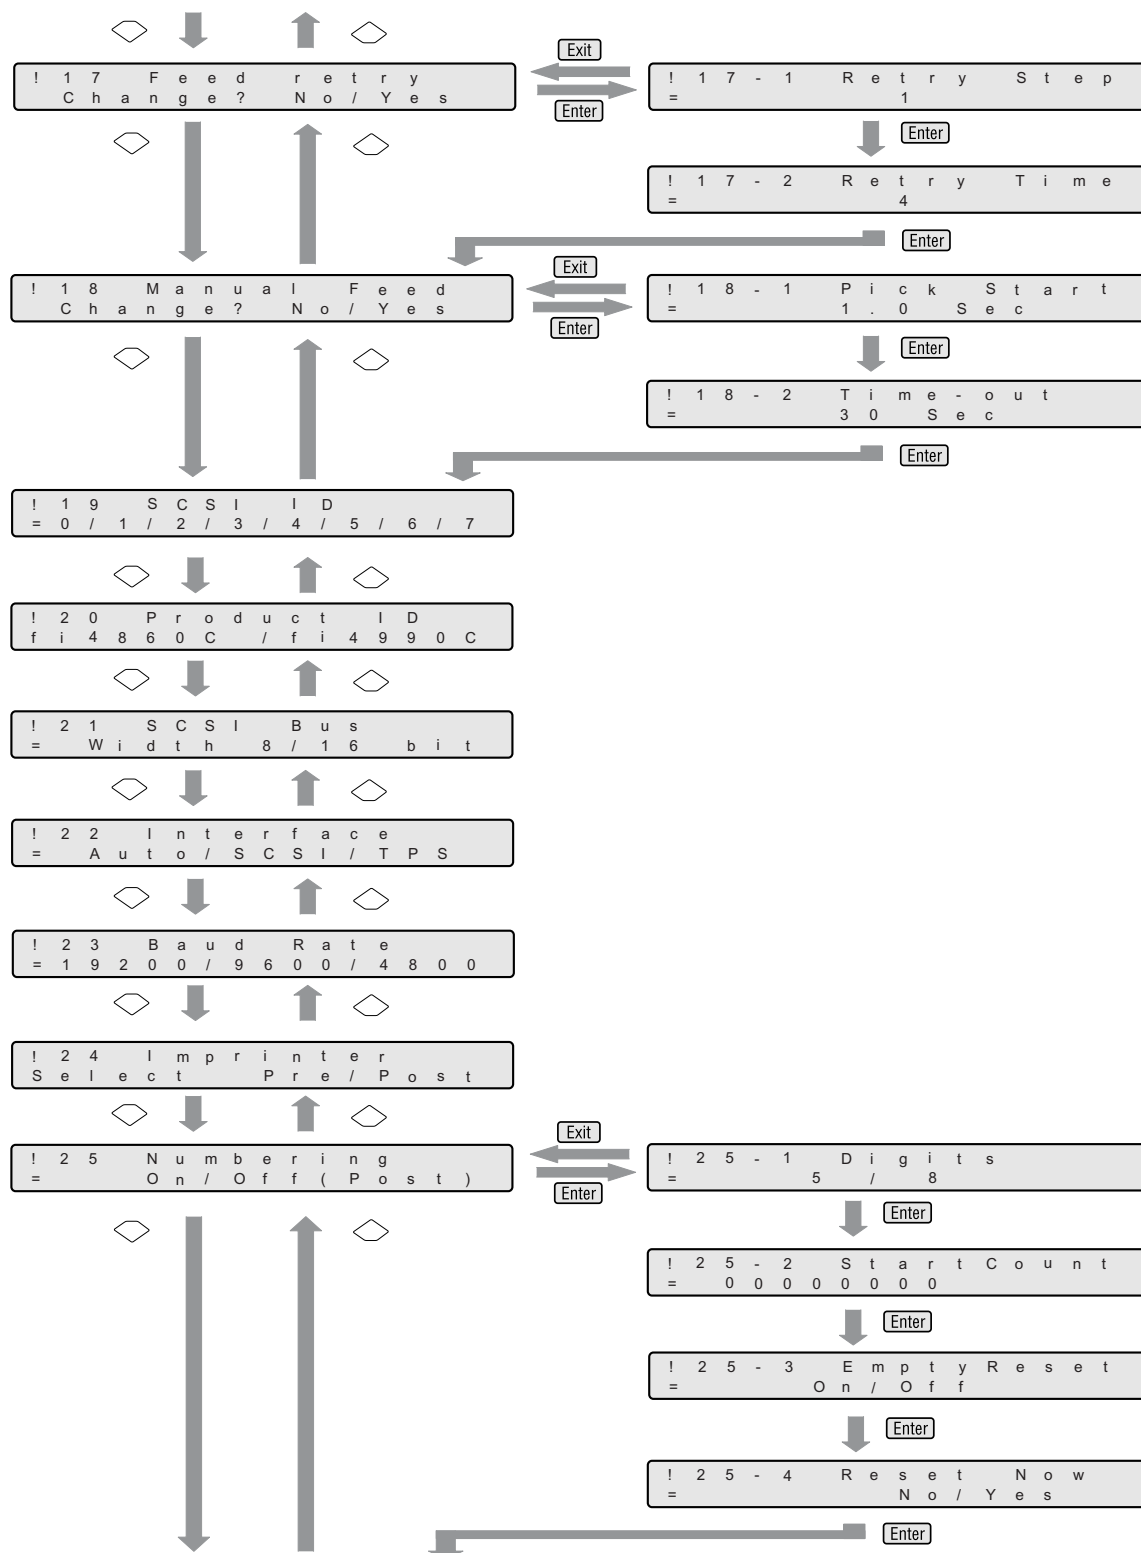 Exit
! 17 Feed retry
Change? No/Yes
Enter
! 17-1 Retry Step
= 1
Enter
! 17-2 Retry Time
= 4
Enter
! 18 Manual Feed
Change? No/Yes
Exit
Enter
! 18-1 Pick Start
= 1.0 Sec
Enter
! 18-2 Time-out
= 30 Sec
Enter
! 19 SCSI ID
=0/1/2/3/4/5/6/7
!20 Product ID
fi4860C /fi4990C
! 21 SCSI Bus
= Width 8/16 bit
! 22 Interface
= Auto/SCSI/TPS
! 23 Baud Rate
=19200/9600/4800
!24 Imprinter
Select Pre/Post
! 25 Numbering
= On/Off(Post)
Exit
Enter
! 25-1 Digits
= 5 / 8
Enter
! 25-2 StartCount
= 00000000
Enter
! 25-3 EmptyReset
= On/Off
Enter
! 25-4 Reset Now
= No/Yes
Enter